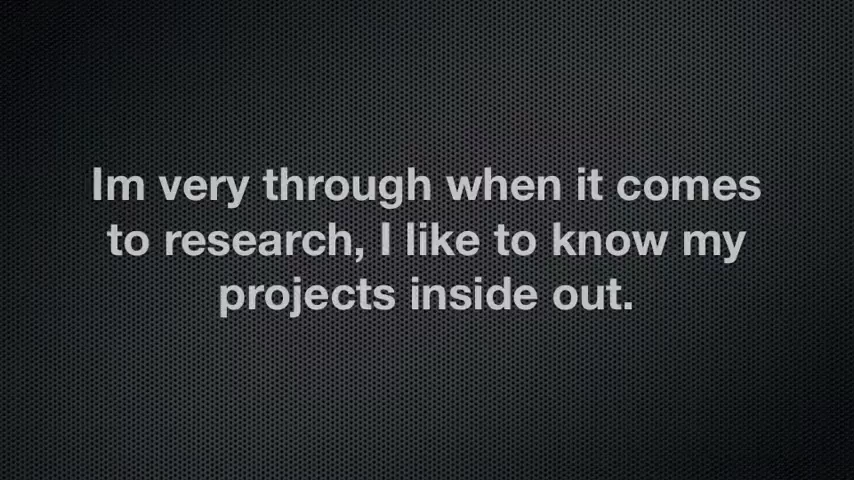 Im very through when it comes
to research, I like to know my
projects inside out.